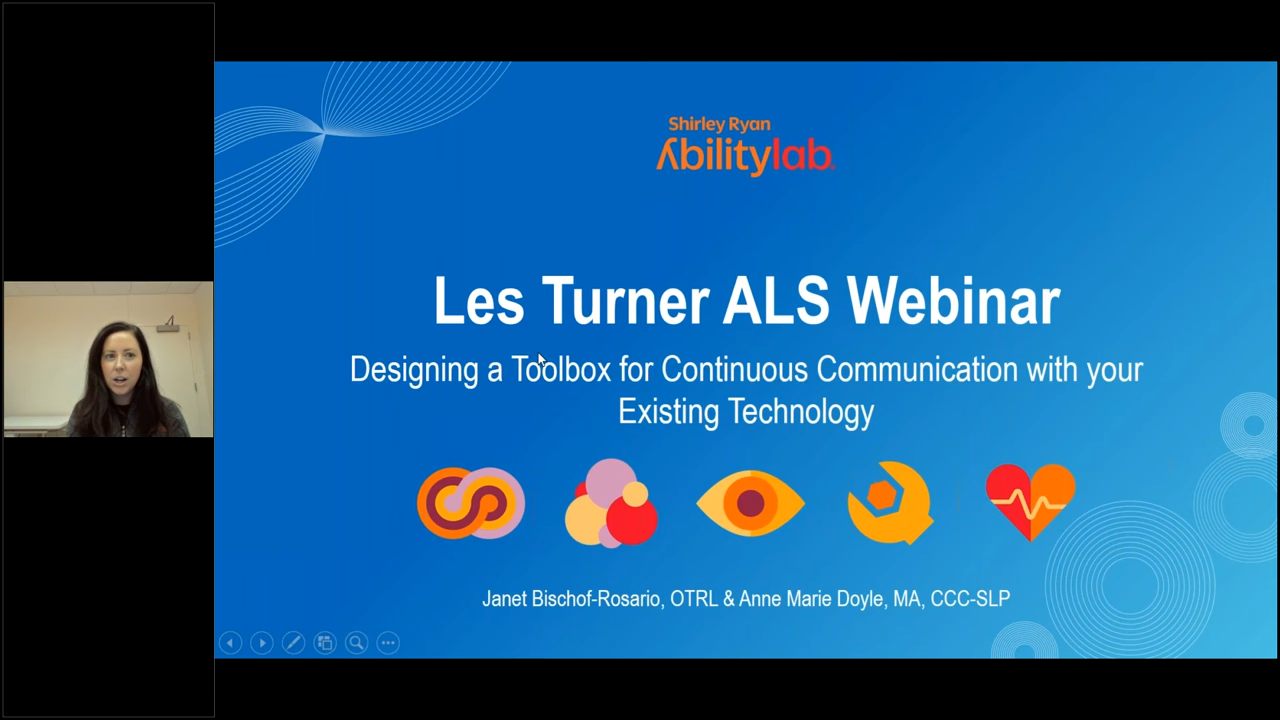 Shirley Ryan
Abilitylab
Les Turner ALS Webinar
Designing a Toolbox for Continuous Communication with your
Existing Technology
Janet Bischof-Rosario, OTRL & Anne Marie Doyle, MA, CCC-SLP